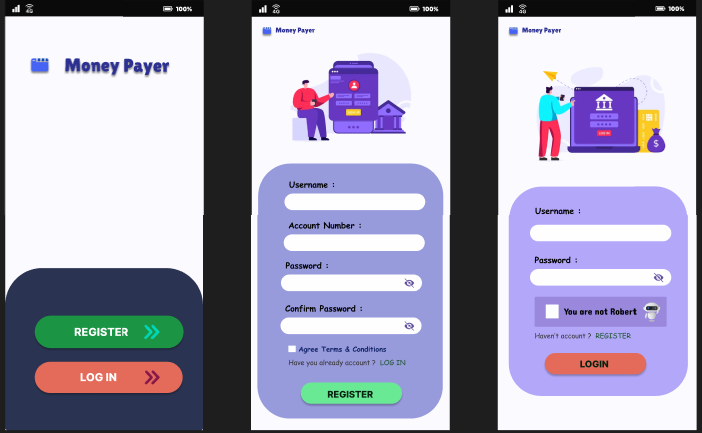 4G
100%
Money Payer
REGISTER
LOG IN
4G
100%
Money Payer
Username :
Account Number :
Password :
Confirm Password :
Agree Terms & Conditions
Have you already account ? LOG IN
REGISTER
4G
100%
Money Payer
LOG IN
$
Username :
Password :
You are not Robert
Haven't account ? REGISTER
LOGIN